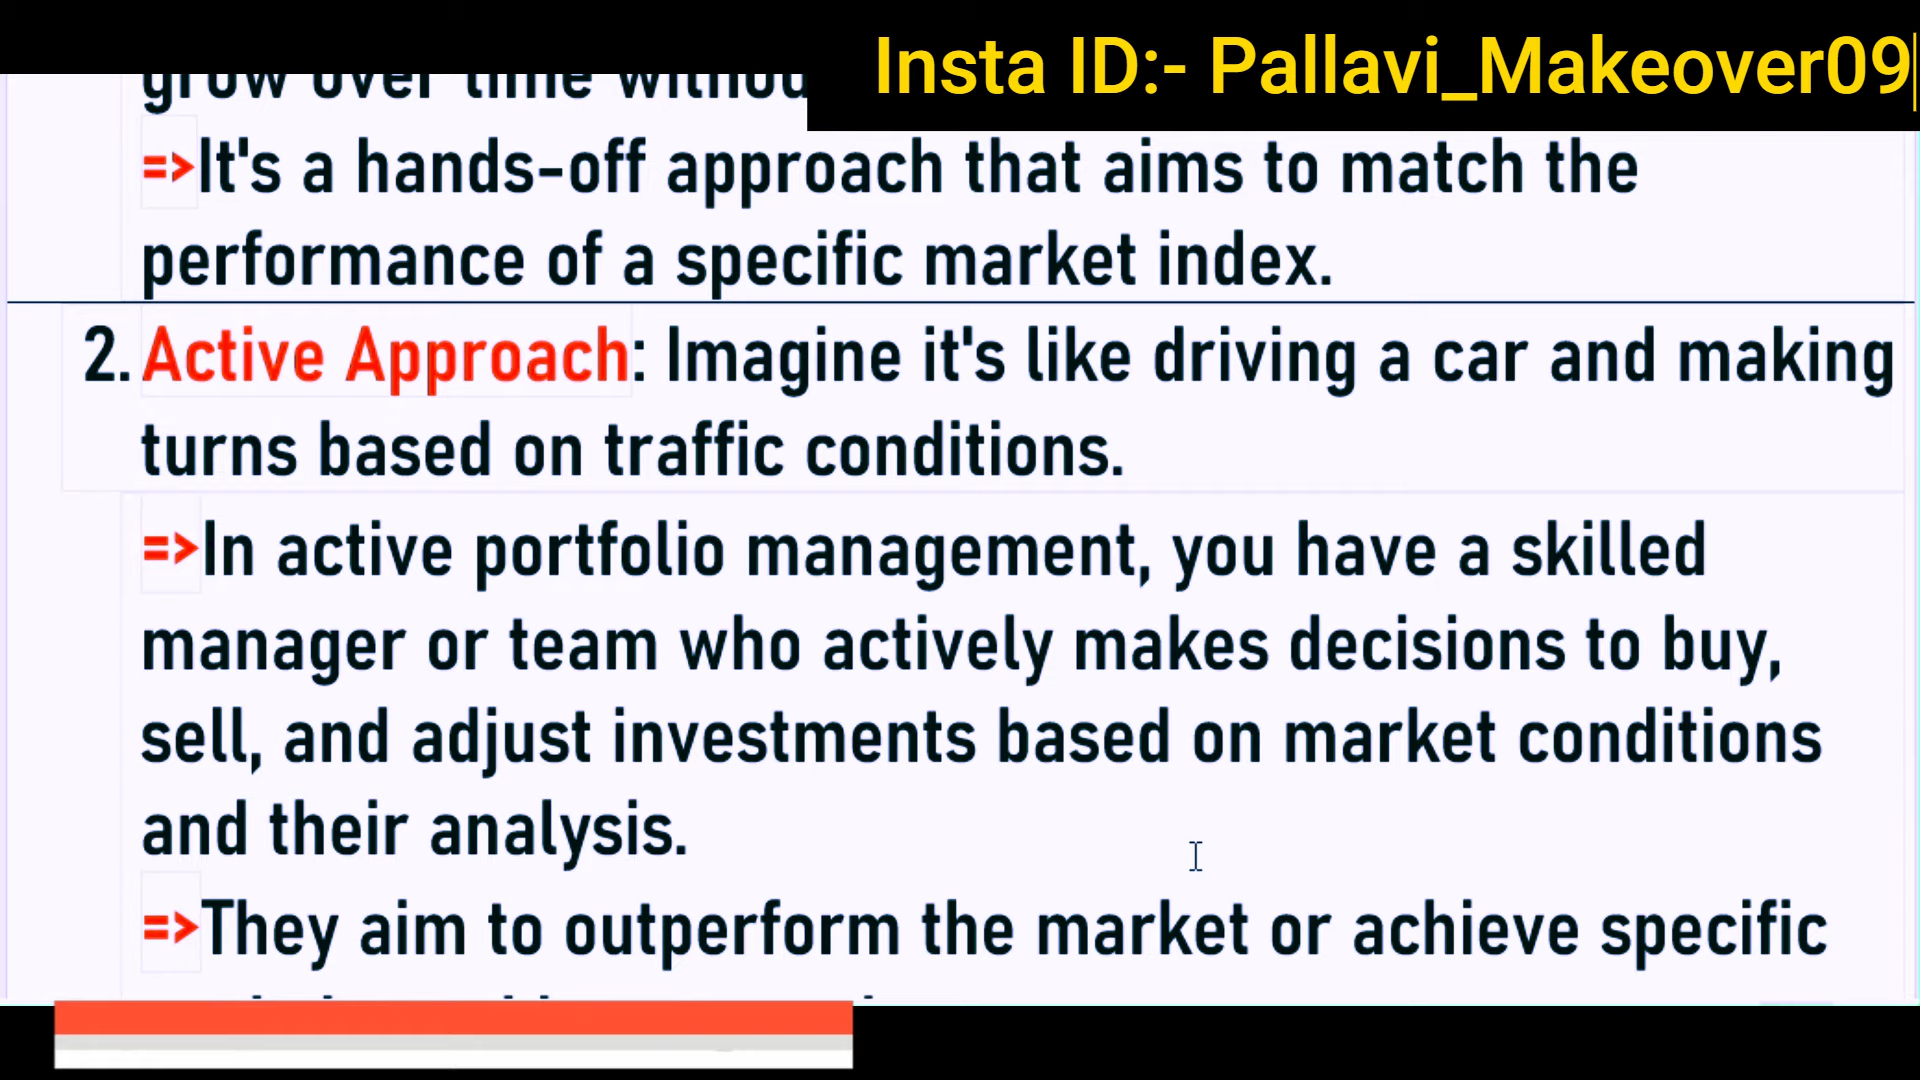 Insta ID:- Pallavi_Makeover09
grow over time
=>It's a hands-off approach that aims to match the
performance of a specific market index.
2. Active Approach: Imagine it's like driving a car and making
turns based on traffic conditions.
=>In active portfolio management, you have a skilled
manager or team who actively makes decisions to buy,
sell, and adjust investments based on market conditions
and their analysis.
=>They aim to outperform the market or achieve specific